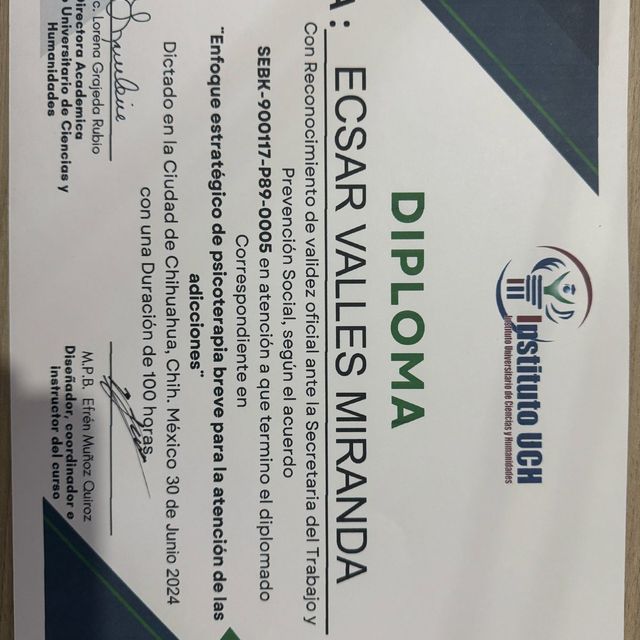 Instituto UCH
Instituto Universitario de Ciencias y Humanidades
DIPLOMA
A: ECSAR VALLES MIRANDA
Con Reconocimiento de validez oficial ante la Secretaria del Trabajo y
Prevención Social, según el acuerdo
SEBK-900117-P89-0005 en atención a que termino el diplomado
Correspondiente en
"Enfoque estratégico de psicoterapia breve para la atención de las
adicciones"
Dictado en la Ciudad de Chihuahua, Chih. México 30 de Junio 2024
con una Duración de 100 horas.
c. Lorena Grajeda Rubio
Directora Academica
Universitario de Ciencias y
Humanidades
M.P.B. Efrén Muñoz Quiroz
Diseñador, coordinador e
instructor del curso